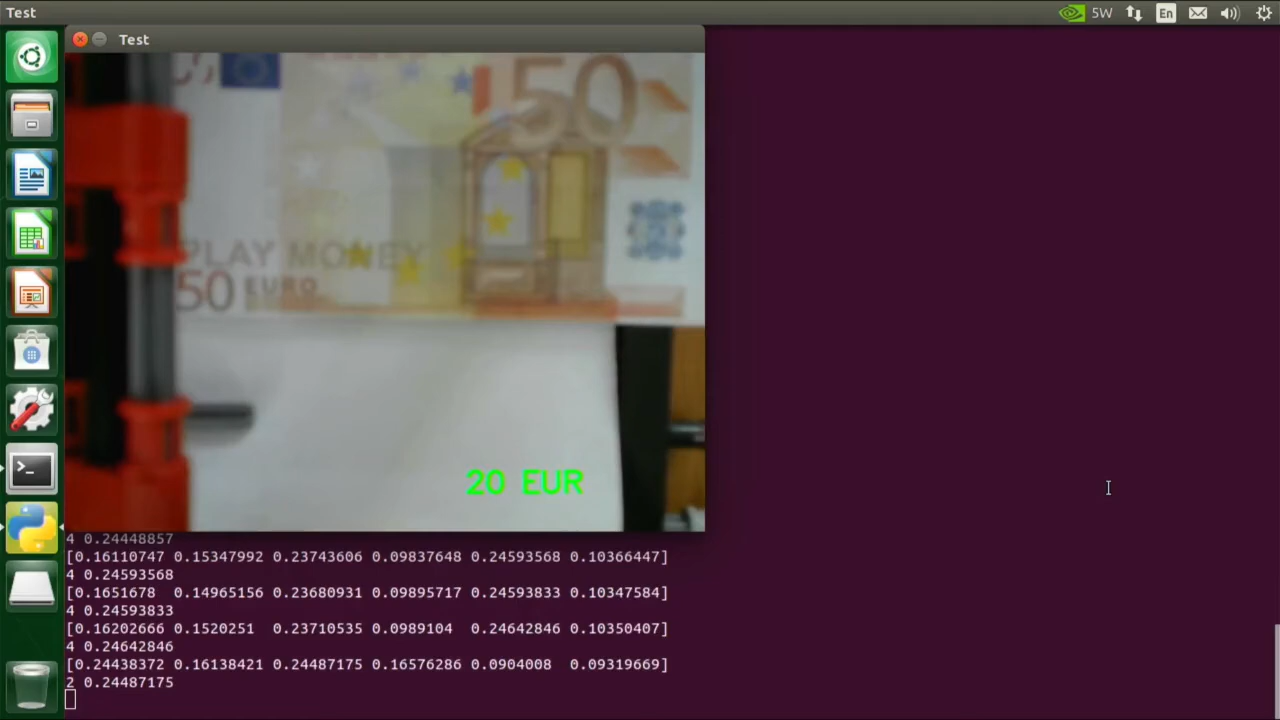 Test
5W
En
Test
50
PLAY MONEY
50 EURO
20 EUR
4 0.24448857
[0.16110747 0.15347992 0.23743606 0.09837648 0.24593568 0.10366447]
4 0.24593568
[0.1651678  0.14965156 0.23680931 0.09895717 0.24593833 0.10347584]
4 0.24593833
[0.16202666 0.1520251  0.23710535 0.0989104  0.24642846 0.10350407]
4 0.24642846
[0.24438372 0.16138421 0.24487175 0.16576286 0.0904008  0.09319669]
2 0.24487175